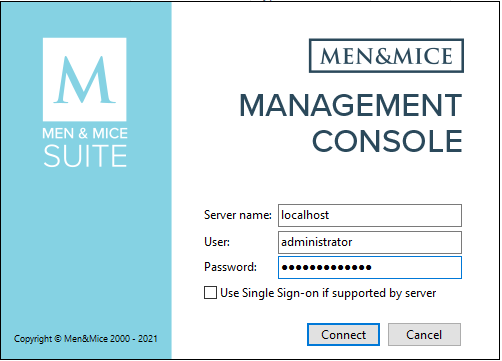 M
MEN & MICE
SUITE
MEN&MICE
MANAGEMENT
CONSOLE
Server name: localhost
User: administrator
Password: ●●●●●●●●●●●●●
Use Single Sign-on if supported by server
Copyright © Men&Mice 2000 - 2021
Connect Cancel